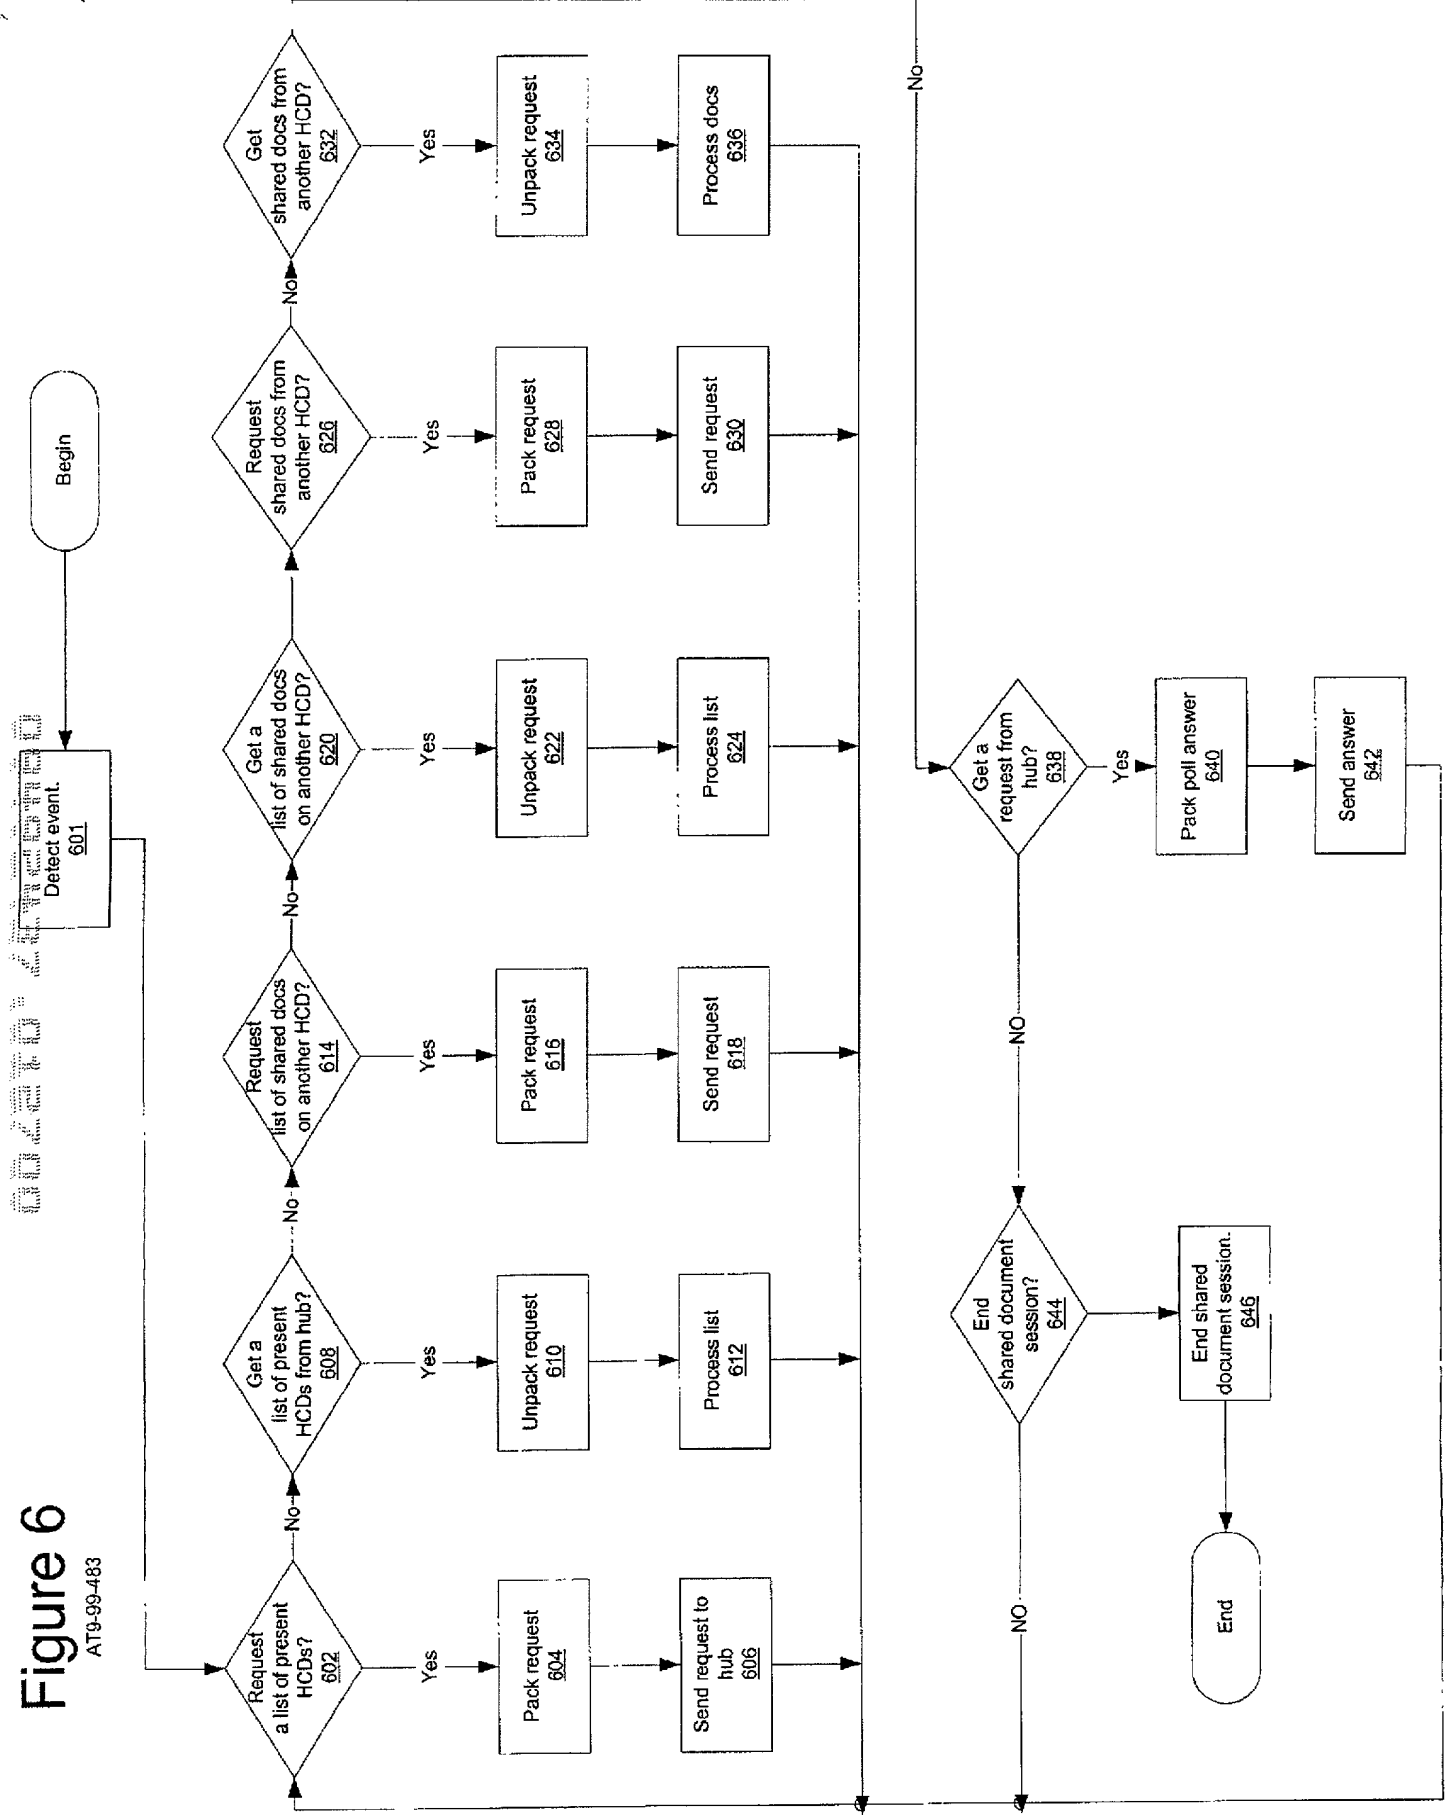 Figure 6
AT9-99-483
Begin
Detect event.
601
Request
a list of present
HCDs?
602
No
Get a
list of present
HCDs from hub?
608
No
Request
list of shared docs
on another HCD?
614
No
Get a
list of shared docs
on another HCD?
620
Request
shared docs from
another HCD?
626
No
Get
shared docs from
another HCD?
632
Yes
Yes
Yes
Yes
Yes
Yes
Pack request
604
Unpack request
610
Pack request
616
Unpack request
622
Pack request
628
Unpack request
634
Send request to
hub
606
Process list
612
Send request
618
Process list
624
Send request
630
Process docs
636
No
Get a
request from
hub?
638
Yes
Pack poll answer
640
Send answer
642
NO
End
shared document
session?
644
NO
End shared
document session.
646
End